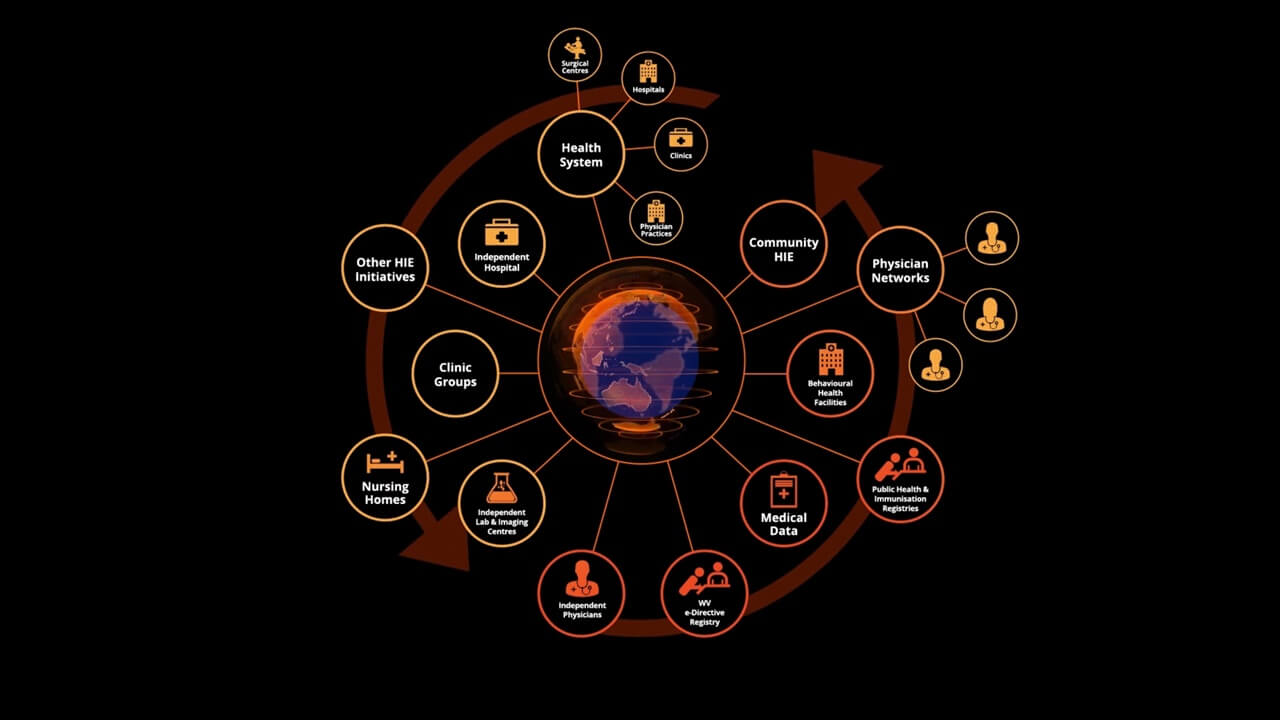 Surgical
Centres
Hospitals
Health
System
Clinics
Physician
Practices
Independent
Hospital
Community
HIE
Other HIE
Initiatives
Physician
Networks
Clinic
Groups
Behavioural
Health
Facilities
Nursing
Homes
Independent
Lab & Imaging
Centres
Medical
Data
Public Health &
Immunisation
Registries
Independent
Physicians
WV
e-Directive
Registry